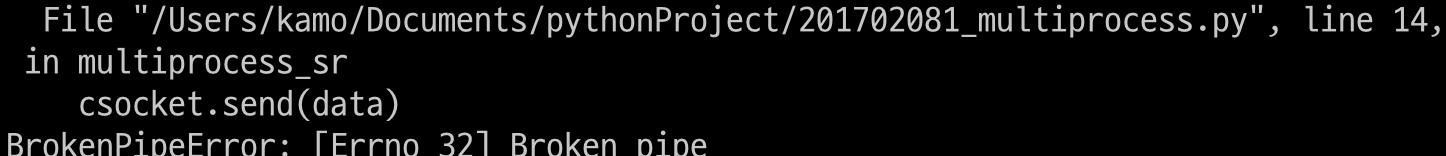 File "/Users/kamo/Documents/pythonProject/201702081_multiprocess.py", line 14,
in multiprocess_sr
csocket.send(data)
BrokenPipeError: [Errno 32] Broken pipe